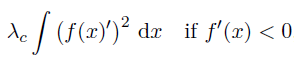 λ_c ∫ (f(x)′)² dx if f′(x) < 0